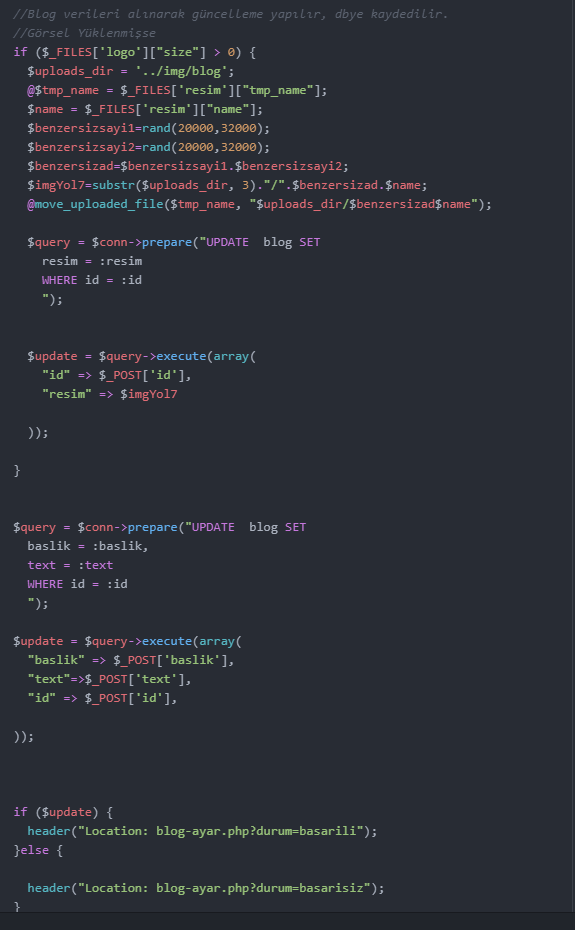 //Blog verileri alınarak güncelleme yapılır, dbye kaydedilir.
//Görsel Yüklenmişse
if ($_FILES['logo']["size"] > 0) {
$uploads_dir = '../img/blog';
@$tmp_name = $_FILES['resim']["tmp_name"];
$name = $_FILES['resim']["name"];
$benzersizsayi1=rand(20000,32000);
$benzersizsayi2=rand(20000,32000);
$benzersizad=$benzersizsayi1.$benzersizsayi2;
$imgYol7=substr($uploads_dir, 3)."/".$benzersizad.$name;
@move_uploaded_file($tmp_name, "$uploads_dir/$benzersizad$name");
$query = $conn->prepare("UPDATE  blog SET
resim = :resim
WHERE id = :id
");
$update = $query->execute(array(
"id" => $_POST['id'],
"resim" => $imgYol7
));
}
$query = $conn->prepare("UPDATE  blog SET
baslik = :baslik,
text = :text
WHERE id = :id
");
$update = $query->execute(array(
"baslik" => $_POST['baslik'],
"text"=>$_POST['text'],
"id" => $_POST['id'],
));
if ($update) {
header("Location: blog-ayar.php?durum=basarili");
}else {
header("Location: blog-ayar.php?durum=basarisiz");
}